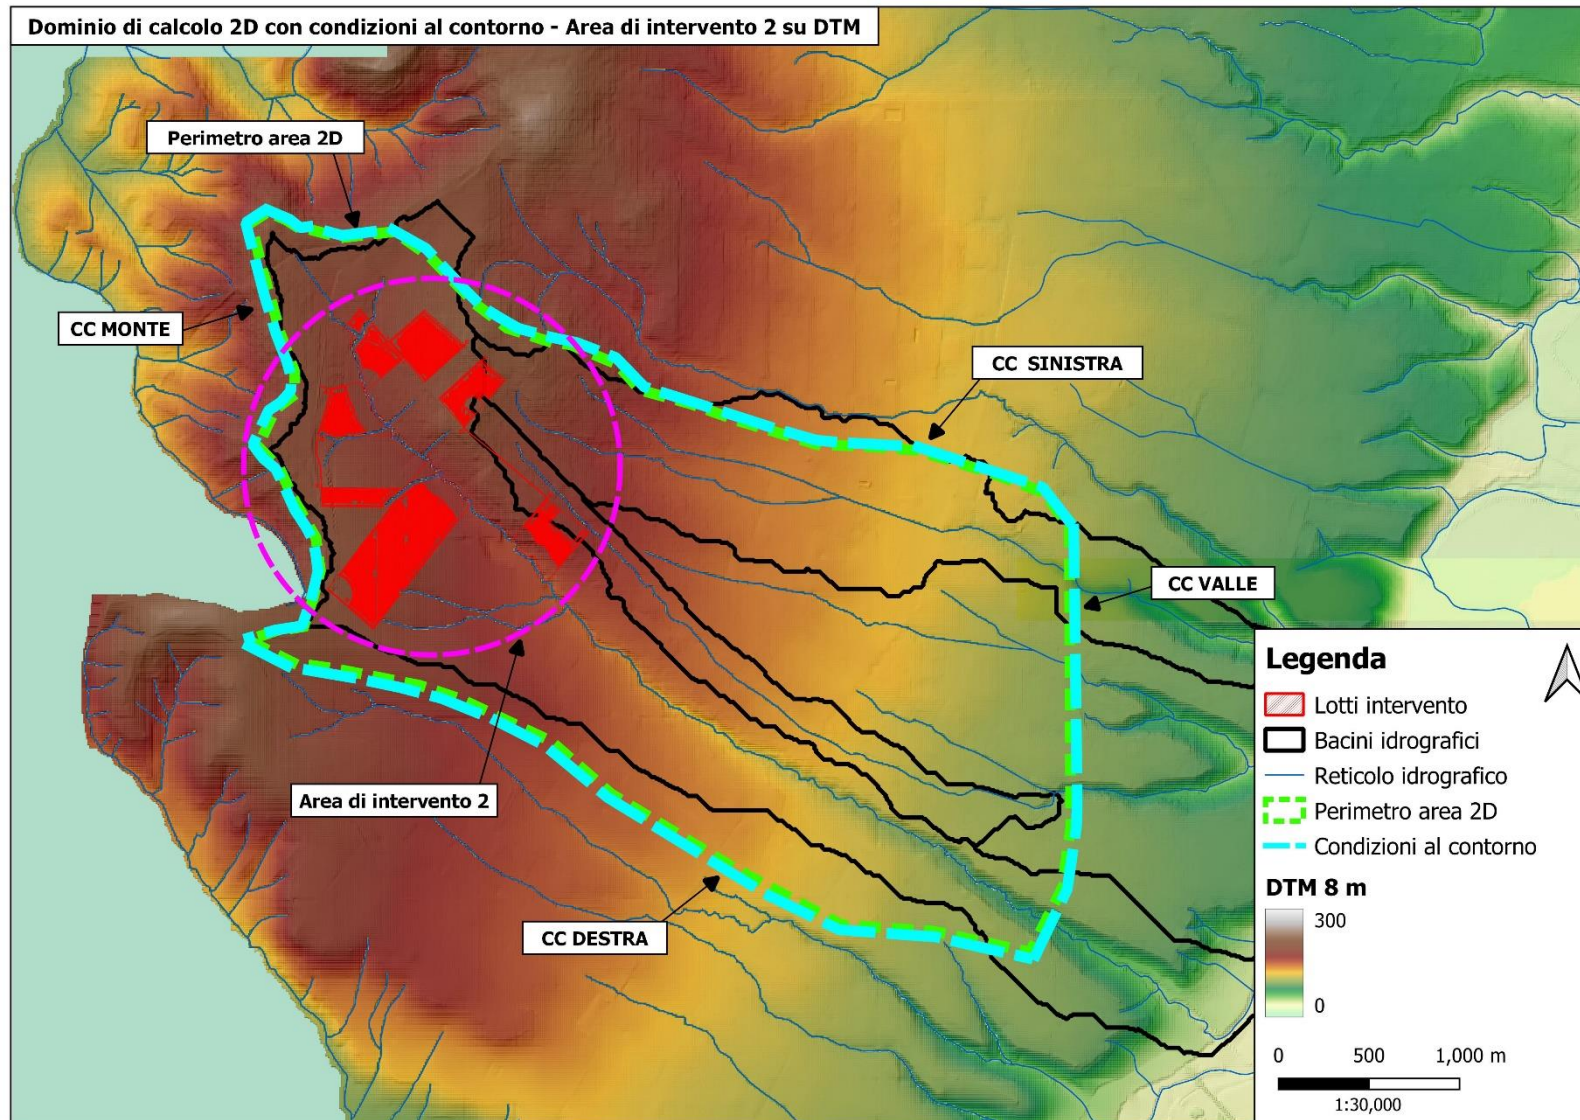 Dominio di calcolo 2D con condizioni al contorno - Area di intervento 2 su DTM
Perimetro area 2D
CC MONTE
CC SINISTRA
CC VALLE
Area di intervento 2
CC DESTRA
Legenda
Lotti intervento
Bacini idrografici
Reticolo idrografico
Perimetro area 2D
Condizioni al contorno
DTM 8 m
300
0
0 500 1,000 m
1:30,000